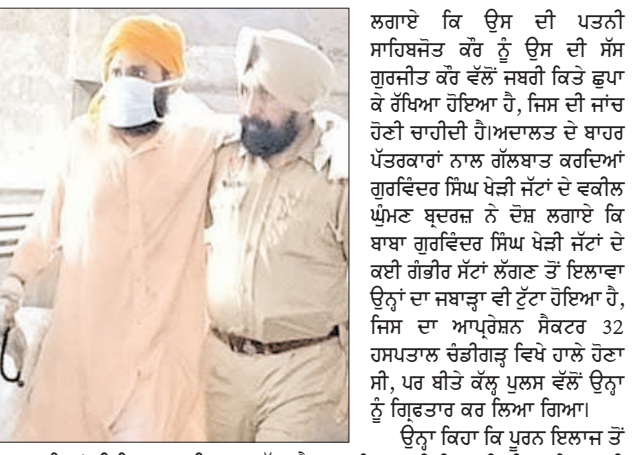 ਲਗਾਏ ਕਿ ਉਸ ਦੀ ਪਤਨੀ
ਸਾਹਿਬਜੋਤ ਕੌਰ ਨੂੰ ਉਸ ਦੀ ਸੱਸ
ਗੁਰਜੀਤ ਕੌਰ ਵੱਲੋਂ ਜਬਰੀ ਕਿਤੇ ਛੁਪਾ
ਕੇ ਰੱਖਿਆ ਹੋਇਆ ਹੈ, ਜਿਸ ਦੀ ਜਾਂਚ
ਹੋਣੀ ਚਾਹੀਦੀ ਹੈ।ਅਦਾਲਤ ਦੇ ਬਾਹਰ
ਪੱਤਰਕਾਰਾਂ ਨਾਲ ਗੱਲਬਾਤ ਕਰਦਿਆਂ
ਗੁਰਵਿੰਦਰ ਸਿੰਘ ਖੇੜੀ ਜੱਟਾਂ ਦੇ ਵਕੀਲ
ਘੁੰਮਣ ਬ੍ਰਦਰਜ਼ ਨੇ ਦੋਸ਼ ਲਗਾਏ ਕਿ
ਬਾਬਾ ਗੁਰਵਿੰਦਰ ਸਿੰਘ ਖੇੜੀ ਜੱਟਾਂ ਦੇ
ਕਈ ਗੰਭੀਰ ਸੱਟਾਂ ਲੱਗਣ ਤੋਂ ਇਲਾਵਾ
ਉਨ੍ਹਾਂ ਦਾ ਜਬਾੜ੍ਹਾ ਵੀ ਟੁੱਟਾ ਹੋਇਆ ਹੈ,
ਜਿਸ ਦਾ ਆਪ੍ਰੇਸ਼ਨ ਸੈਕਟਰ 32
ਹਸਪਤਾਲ ਚੰਡੀਗੜ੍ਹ ਵਿਖੇ ਹਾਲੇ ਹੋਣਾ
ਸੀ, ਪਰ ਬੀਤੇ ਕੱਲ੍ਹ ਪੁਲਸ ਵੱਲੋਂ ਉਨ੍ਹਾ
ਨੂੰ ਗ੍ਰਿਫਤਾਰ ਕਰ ਲਿਆ ਗਿਆ।
ਉਨ੍ਹਾ ਕਿਹਾ ਕਿ ਪੂਰਨ ਇਲਾਜ ਤੋਂ